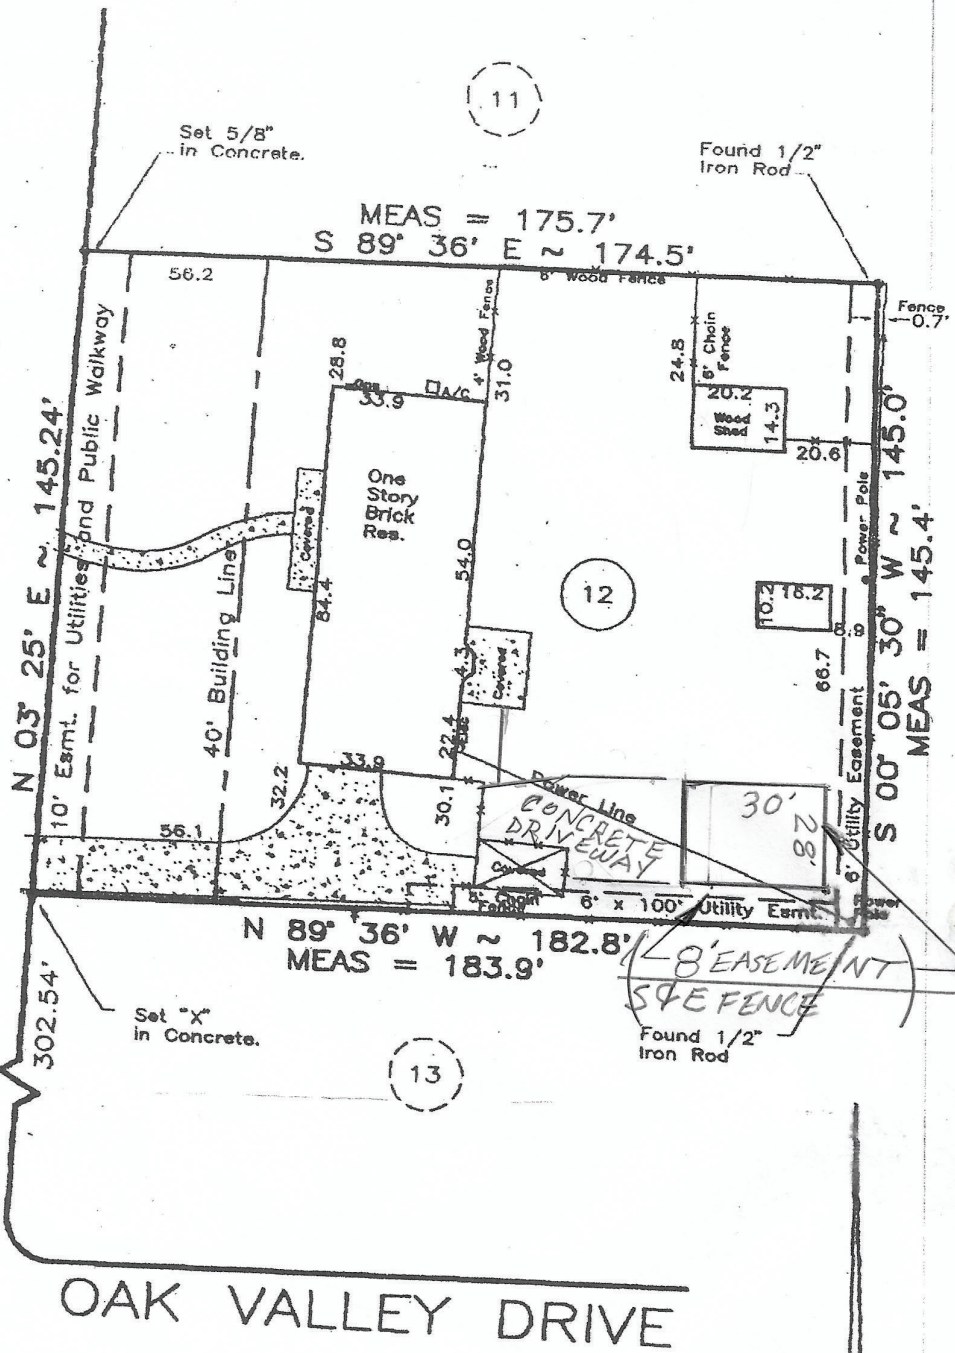 11
Set 5/8"
in Concrete.
Found 1/2"
Iron Rod
MEAS = 175.7'
S 89° 36' E ~ 174.5'
56.2
6' Wood Fence
Fence
0.7'
4' Wood Fence
6' Chain
Fence
28.8
31.0
24.8
33.9
A/C
20.2
Wood
Shed
14.3
20.6
One
Story
Brick
Res.
Covered
84.4
54.0
12
Power Pole
10.2
16.2
8.9
66.7
N 03° 25' E ~ 145.24'
10' Esmt. for Utilities and Public Walkway
40' Building Line
4.3
Covered
22.4
S 00° 05' 30" W ~ 145.0'
MEAS = 145.4'
6' Utility Easement
33.9
32.2
30.1
56.1
Power Line
CONCRETE
DRIVEWAY
30'
28'
Covered
Chain
Fence
6' x 100' Utility Esmt.
Power
Pole
N 89° 36' W ~ 182.8'
MEAS = 183.9'
(8' EASEMENT
S & E FENCE)
302.54'
Set "X"
in Concrete.
Found 1/2"
Iron Rod
13
OAK VALLEY DRIVE